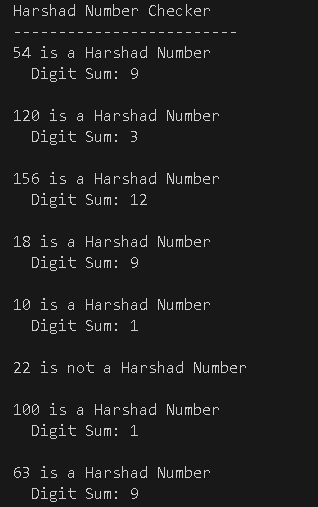 Harshad Number Checker
-------------------------
54 is a Harshad Number
  Digit Sum: 9

120 is a Harshad Number
  Digit Sum: 3

156 is a Harshad Number
  Digit Sum: 12

18 is a Harshad Number
  Digit Sum: 9

10 is a Harshad Number
  Digit Sum: 1

22 is not a Harshad Number

100 is a Harshad Number
  Digit Sum: 1

63 is a Harshad Number
  Digit Sum: 9